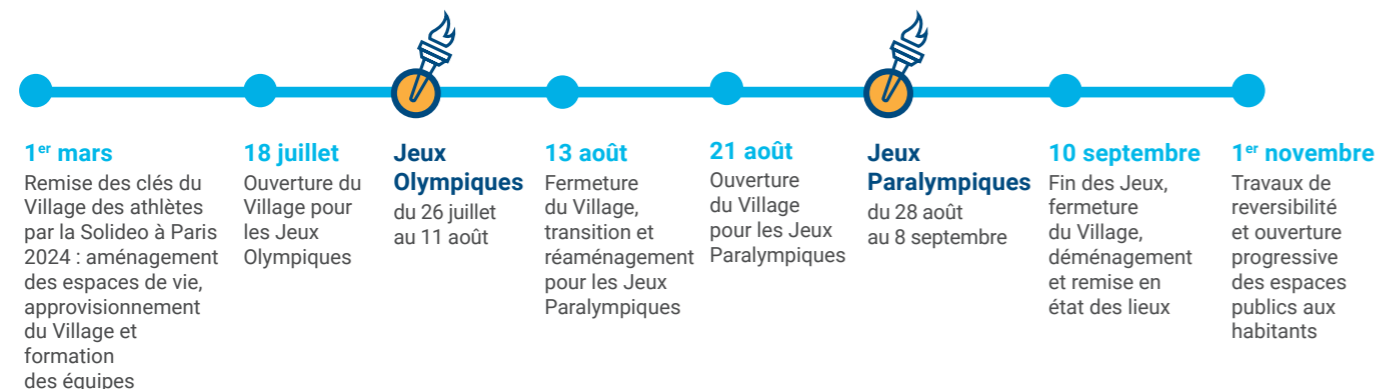 1er mars
Remise des clés du
Village des athlètes
par la Solideo à Paris
2024 : aménagement
des espaces de vie,
approvisionnement
du Village et
formation
des équipes
18 juillet
Ouverture du
Village pour
les Jeux
Olympiques
Jeux
Olympiques
du 26 juillet
au 11 août
13 août
Fermeture
du Village,
transition et
réaménagement
pour les Jeux
Paralympiques
21 août
Ouverture
du Village
pour les Jeux
Paralympiques
Jeux
Paralympiques
du 28 août
au 8 septembre
10 septembre
Fin des Jeux,
fermeture
du Village,
déménagement
et remise en
état des lieux
1er novembre
Travaux de
reversibilité
et ouverture
progressive
des espaces
publics aux
habitants